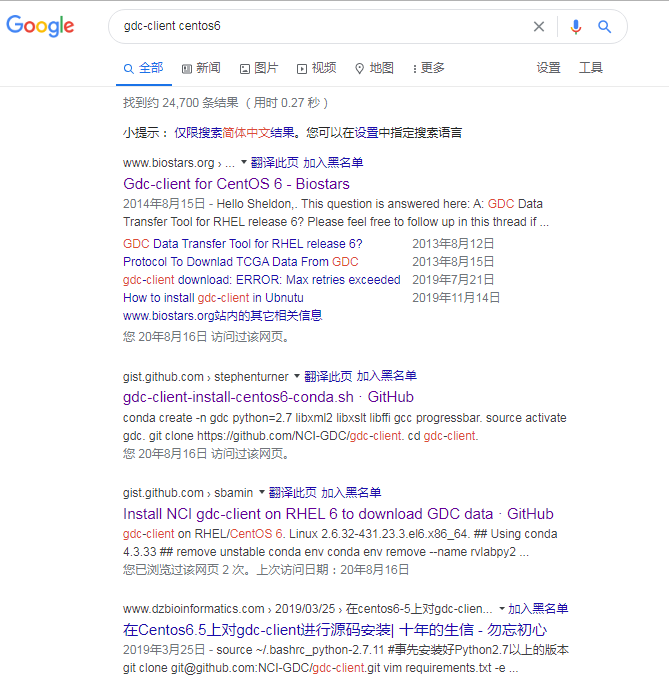 Google
gdc-client centos6
全部 新闻 图片 视频 地图 更多 设置 工具
找到约 24,700 条结果 （用时 0.27 秒）
小提示： 仅限搜索简体中文结果。您可以在设置中指定搜索语言
www.biostars.org › ... 翻译此页 加入黑名单
Gdc-client for CentOS 6 - Biostars
2014年8月15日 - Hello Sheldon,. This question is answered here: A: GDC Data
Transfer Tool for RHEL release 6? Please feel free to follow up in this thread if ...
GDC Data Transfer Tool for RHEL release 6? 2013年8月12日
Protocol To Downlad TCGA Data From GDC 2013年8月15日
gdc-client download: ERROR: Max retries exceeded 2019年7月21日
How to install gdc-client in Ubnutu 2019年11月14日
www.biostars.org站内的其它相关信息
您 20年8月16日 访问过该网页。
gist.github.com › stephenturner 翻译此页 加入黑名单
gdc-client-install-centos6-conda.sh · GitHub
conda create -n gdc python=2.7 libxml2 libxslt libffi gcc progressbar. source activate
gdc. git clone https://github.com/NCI-GDC/gdc-client. cd gdc-client.
您 20年8月16日 访问过该网页。
gist.github.com › sbamin 翻译此页 加入黑名单
Install NCI gdc-client on RHEL 6 to download GDC data · GitHub
gdc-client on RHEL/CentOS 6. Linux 2.6.32-431.23.3.el6.x86_64. ## Using conda
4.3.33 ## remove unstable conda env conda env remove --name rvlabpy2 ...
您已浏览过该网页 2 次。上次访问日期：20年8月16日
www.dzbioinformatics.com › 2019/03/25 › 在centos6-5上对gdc-clien... 加入黑名单
在Centos6.5上对gdc-client进行源码安装| 十年的生信 - 勿忘初心
2019年3月25日 - source ~/.bashrc_python-2.7.11 #事先安装好Python2.7以上的版本
git clone git@github.com:NCI-GDC/gdc-client.git vim requirements.txt -e ...